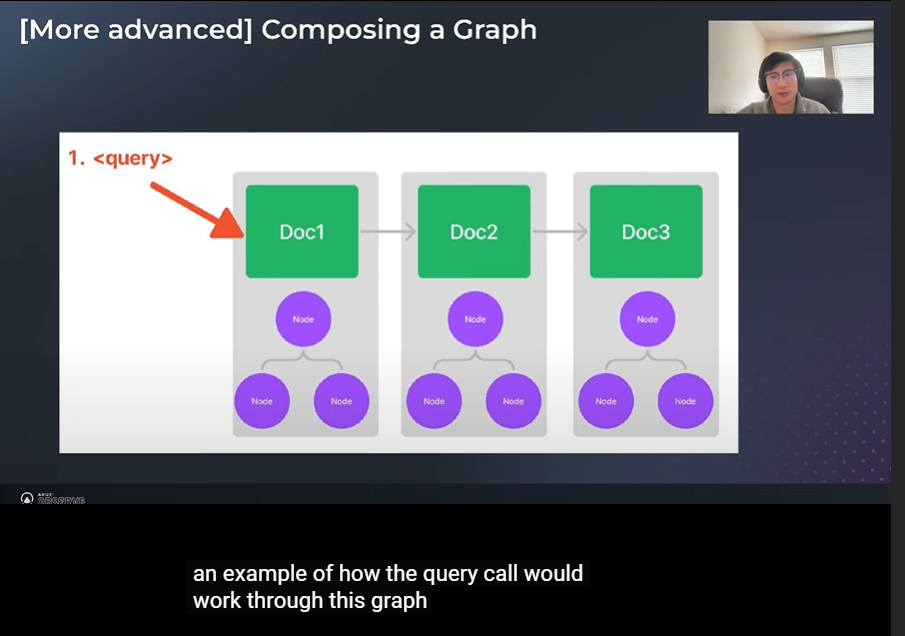 [More advanced] Composing a Graph
1. <query>
Doc1
Doc2
Doc3
Node
Node
Node
Node
Node
Node
Node
Node
Node
ARIZE
OBSERVE
an example of how the query call would
work through this graph